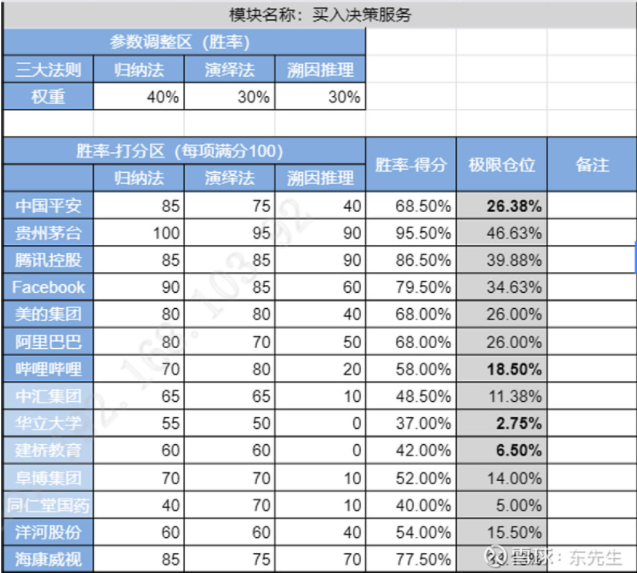 模块名称：买入决策服务
参数调整区（胜率）
三大法则 归纳法 演绎法 溯因推理
权重 40% 30% 30%
胜率-打分区（每项满分100） 胜率-得分 极限仓位 备注
归纳法 演绎法 溯因推理
中国平安 85 75 40 68.50% 26.38%
贵州茅台 100 95 90 95.50% 46.63%
腾讯控股 85 85 90 86.50% 39.88%
Facebook 90 85 60 79.50% 34.63%
美的集团 80 80 40 68.00% 26.00%
阿里巴巴 80 70 50 68.00% 26.00%
哔哩哔哩 70 80 20 58.00% 18.50%
中汇集团 65 65 10 48.50% 11.38%
华立大学 55 50 0 37.00% 2.75%
建桥教育 60 60 0 42.00% 6.50%
阜博集团 70 70 10 52.00% 14.00%
同仁堂国药 40 70 10 40.00% 5.00%
洋河股份 60 60 40 54.00% 15.50%
海康威视 85 75 70 77.50%
雪球：东先生